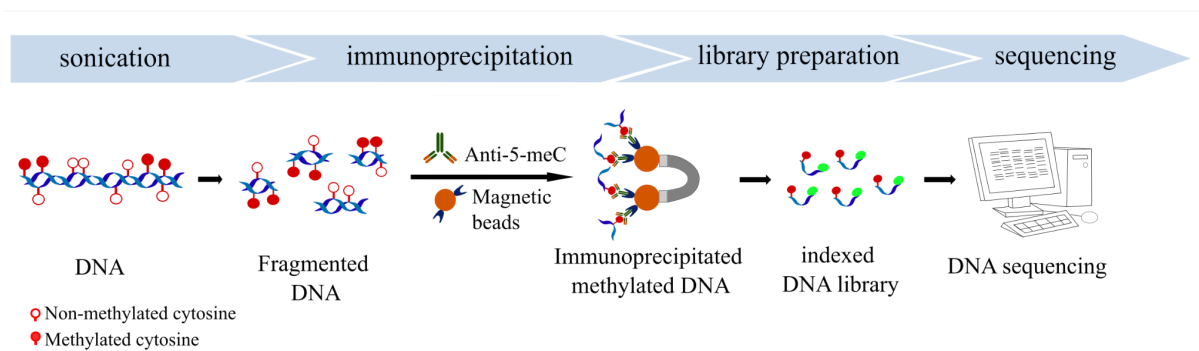 sonication
immunoprecipitation
library preparation
sequencing
Anti-5-meC
Magnetic
beads
DNA
Fragmented
DNA
Immunoprecipitated
methylated DNA
indexed
DNA library
DNA sequencing
Non-methylated cytosine
Methylated cytosine